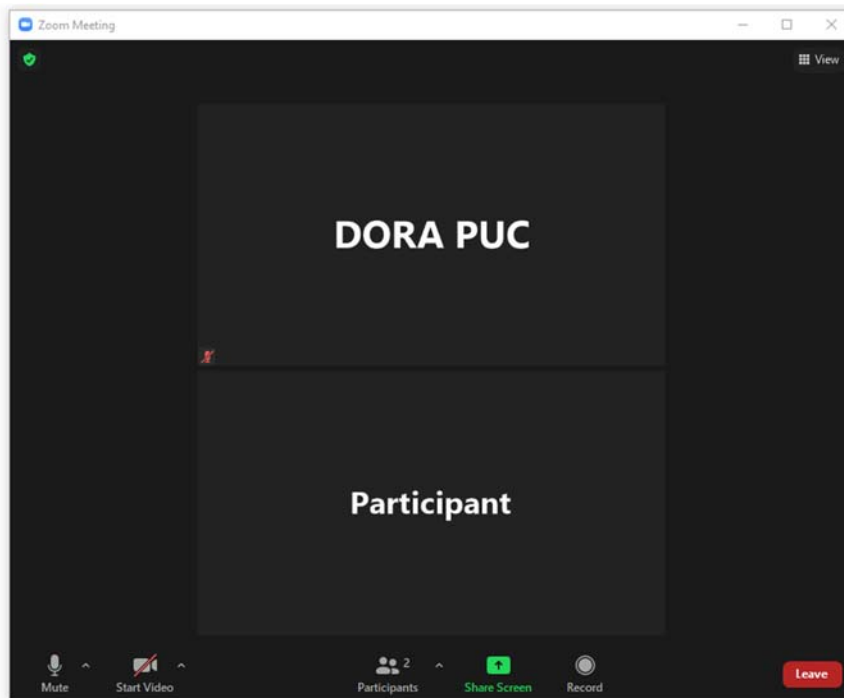 Zoom Meeting
View
DORA PUC
Participant
Mute
Start Video
Participants 2
Share Screen
Record
Leave